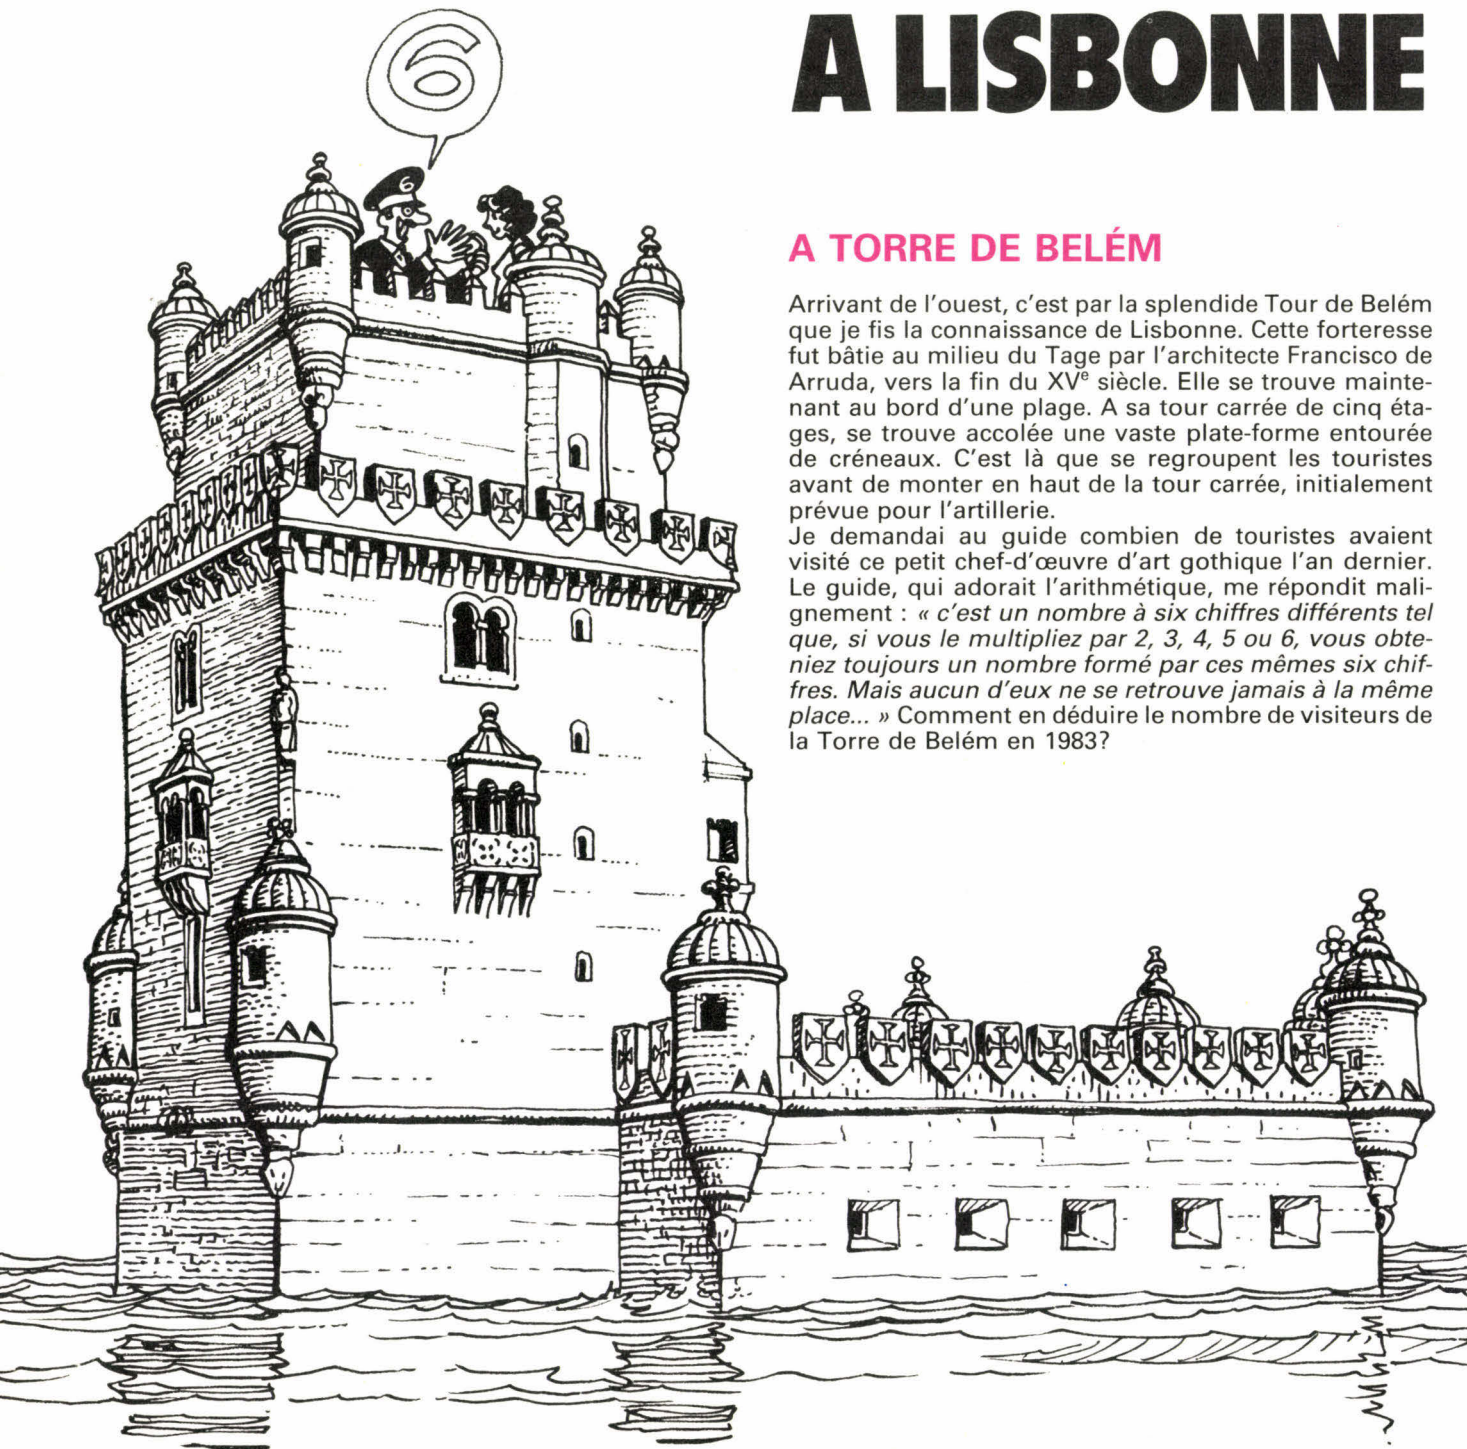 6
A LISBONNE
6
A TORRE DE BELÉM
Arrivant de l'ouest, c'est par la splendide Tour de Belém
que je fis la connaissance de Lisbonne. Cette forteresse
fut bâtie au milieu du Tage par l'architecte Francisco de
Arruda, vers la fin du XVe siècle. Elle se trouve mainte-
nant au bord d'une plage. A sa tour carrée de cinq éta-
ges, se trouve accolée une vaste plate-forme entourée
de créneaux. C'est là que se regroupent les touristes
avant de monter en haut de la tour carrée, initialement
prévue pour l'artillerie.
Je demandai au guide combien de touristes avaient
visité ce petit chef-d'œuvre d'art gothique l'an dernier.
Le guide, qui adorait l'arithmétique, me répondit mali-
gnement : « c'est un nombre à six chiffres différents tel
que, si vous le multipliez par 2, 3, 4, 5 ou 6, vous obte-
niez toujours un nombre formé par ces mêmes six chif-
fres. Mais aucun d'eux ne se retrouve jamais à la même
place... » Comment en déduire le nombre de visiteurs de
la Torre de Belém en 1983?